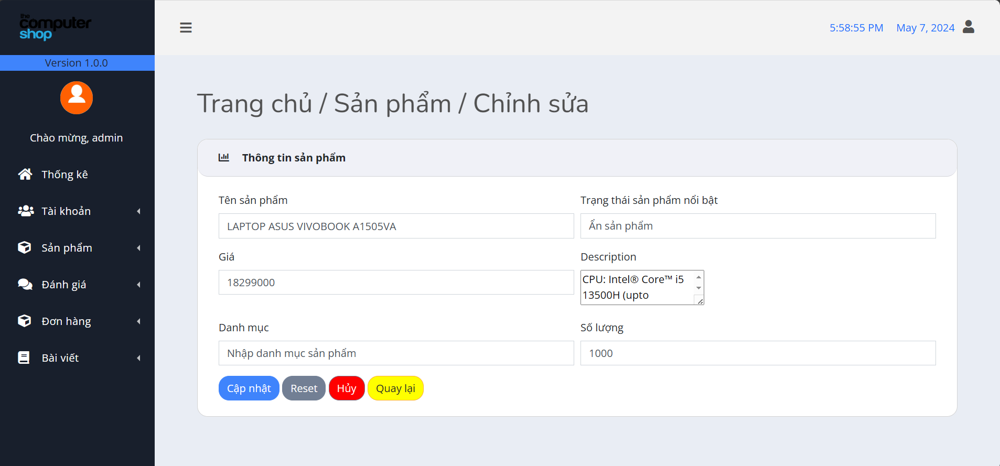 the
computer
shop
Version 1.0.0
Chào mừng, admin
Thống kê
Tài khoản
Sản phẩm
Đánh giá
Đơn hàng
Bài viết
5:58:55 PM May 7, 2024
Trang chủ / Sản phẩm / Chỉnh sửa
Thông tin sản phẩm
Tên sản phẩm
LAPTOP ASUS VIVOBOOK A1505VA
Trạng thái sản phẩm nổi bật
Ẩn sản phẩm
Giá
18299000
Description
CPU: Intel® Core™ i5
13500H (upto
Danh mục
Nhập danh mục sản phẩm
Số lượng
1000
Cập nhật Reset Hủy Quay lại